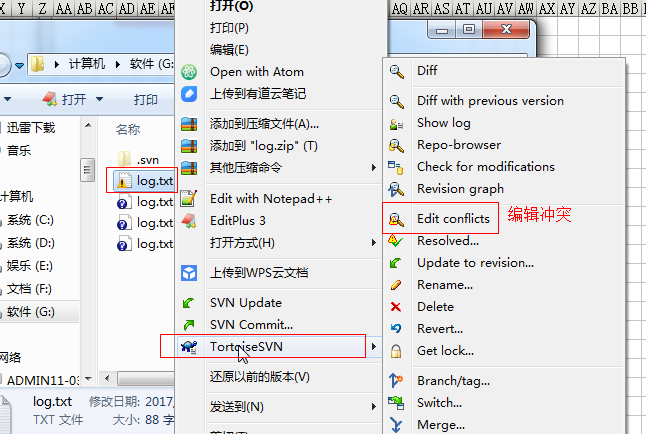 X Y Z AA AB AC AD AE AF AQ AR AS AT AU AV AW AX AY AZ BA BB
计算机 软件 (G:
打开 打印
迅雷下载
音乐
计算机
系统 (C:)
系统 (D:)
娱乐 (E:)
文档 (F:)
软件 (G:)
网络
ADMIN11-03
名称
.svn
log.txt
log.txt
log.txt
log.txt
log.txt 修改日期: 2017,
TXT 文件 大小: 88 字
打开(O)
打印(P)
编辑(E)
Open with Atom
上传到有道云笔记
添加到压缩文件(A)...
添加到 "log.zip" (T)
其他压缩命令
Edit with Notepad++
EditPlus 3
打开方式(H)
上传到WPS云文档
SVN Update
SVN Commit...
TortoiseSVN
还原以前的版本(V)
发送到(N)
Diff
Diff with previous version
Show log
Repo-browser
Check for modifications
Revision graph
Edit conflicts 编辑冲突
Resolved...
Update to revision...
Rename...
Delete
Revert...
Get lock...
Branch/tag...
Switch...
Merge...